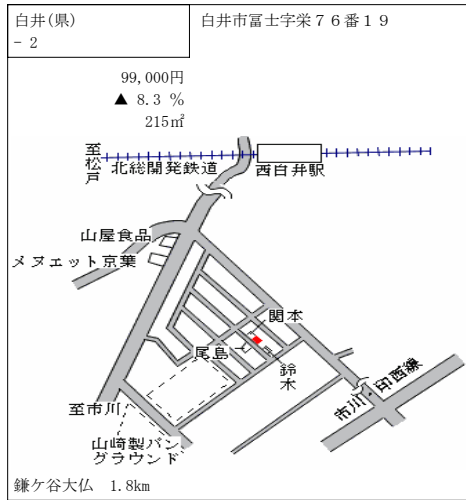 白井(県)
- 2
白井市冨士字栄７６番１９
99,000円
▲ 8.3 %
215㎡
至松戸
北総開発鉄道
西白井駅
山屋食品
メヌエット京葉
関本
尾島
鈴木
市川・印西線
至市川
山崎製パン
グラウンド
鎌ケ谷大仏 1.8km